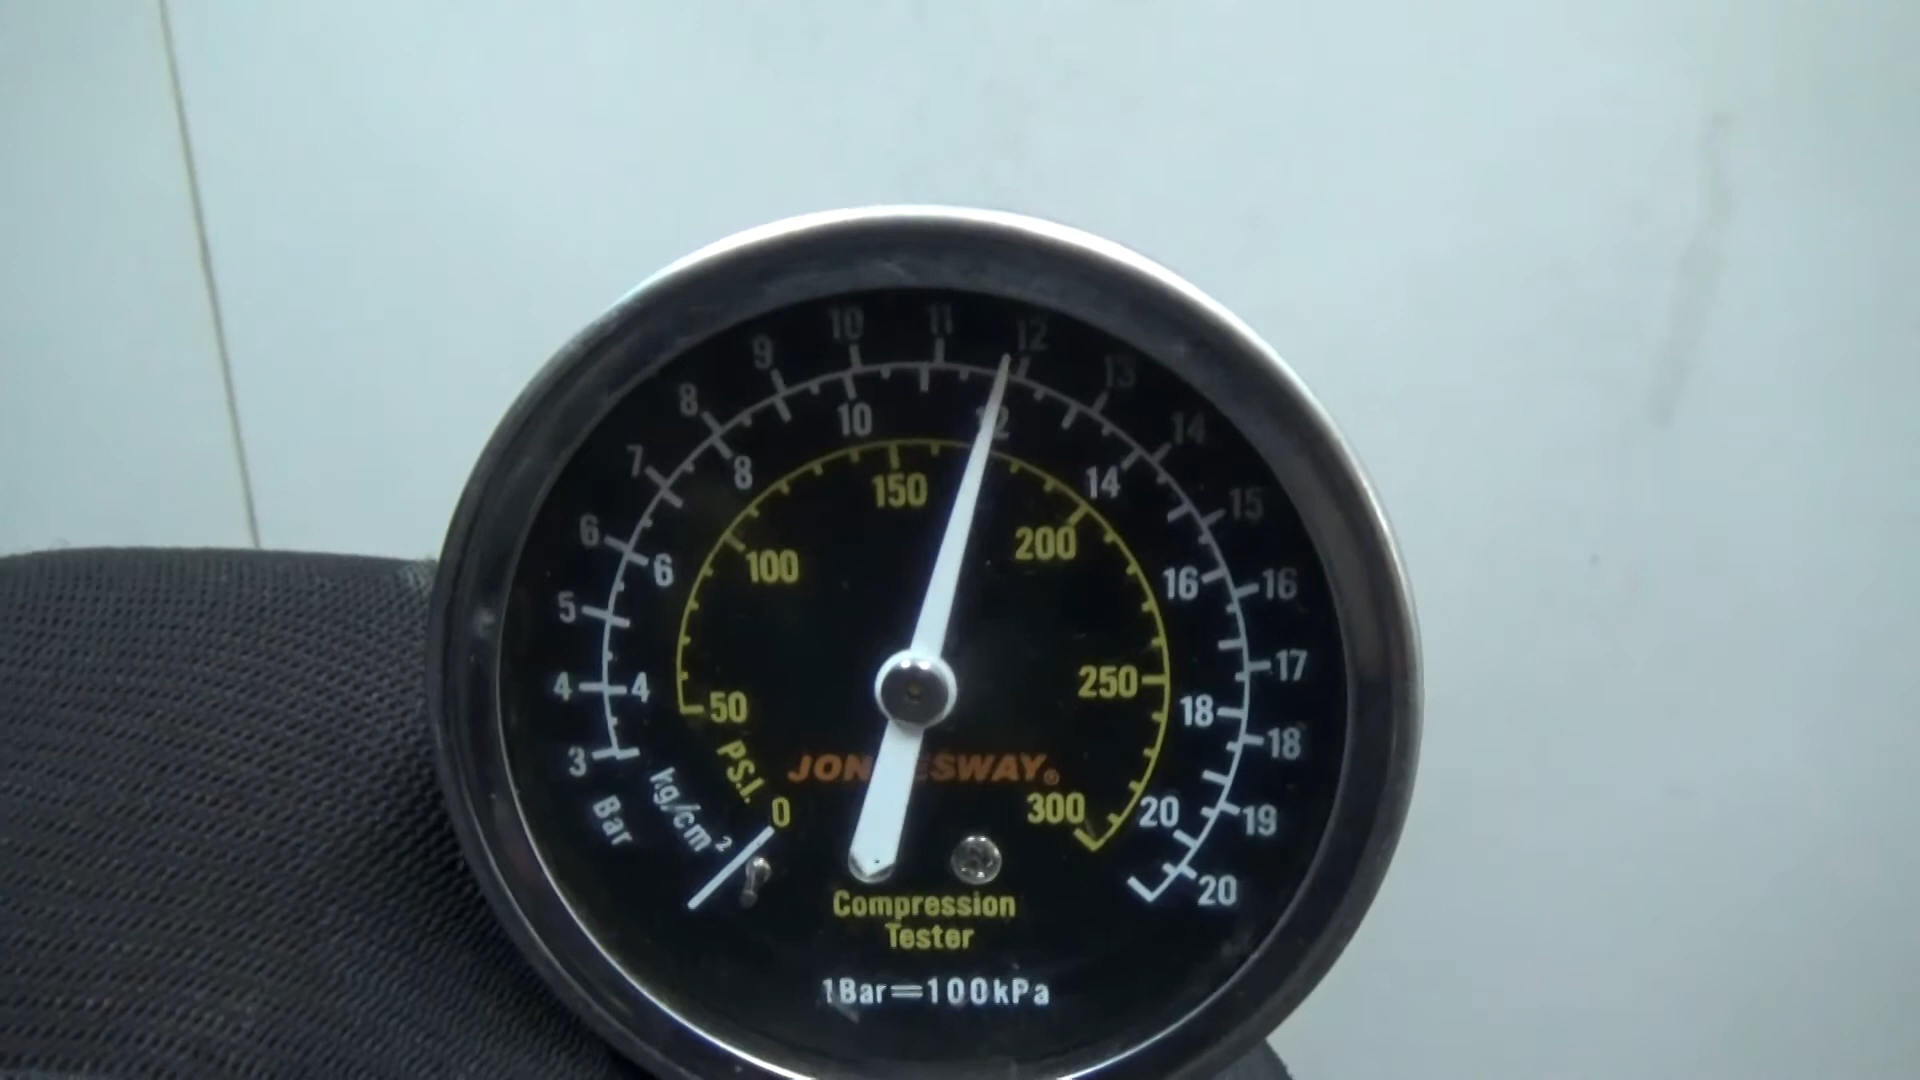 10 11 12
9 13
8 14
7 15
6 16
5 17
4 18
3 19
20
Bar
10 12
8 14
6 16
4 18
20
kg/cm²
150
100 200
50 250
0 300
P.S.I.
JON ESWAY®
Compression
Tester
1Bar=100kPa